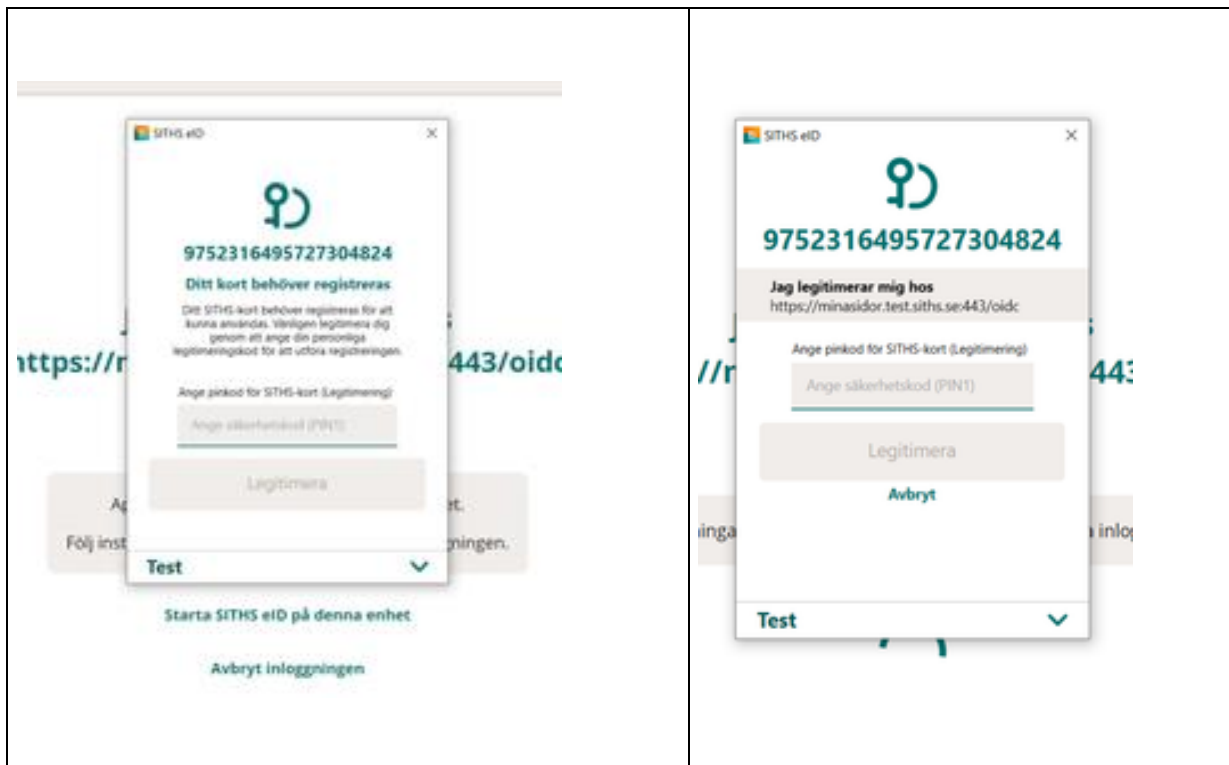 SITHS eID
9752316495727304824
Ditt kort behöver registreras
Ditt SITHS-kort behöver registreras för att
kunna användas. Vänligen legitimera dig
genom att ange din personliga
legitimeringskod för att utföra registreringen.
https://
443/oidc
Ange pinkod för SITHS-kort (Legitimering)
Ange säkerhetskod (PIN1)
Legitimera
Följ inst
ningen.
Test
Starta SITHS eID på denna enhet
Avbryt inloggningen
SITHS eID
9752316495727304824
Jag legitimerar mig hos
https://minasidor.test.siths.se:443/oidc
Ange pinkod för SITHS-kort (Legitimering)
443
Ange säkerhetskod (PIN1)
Legitimera
Avbryt
Test